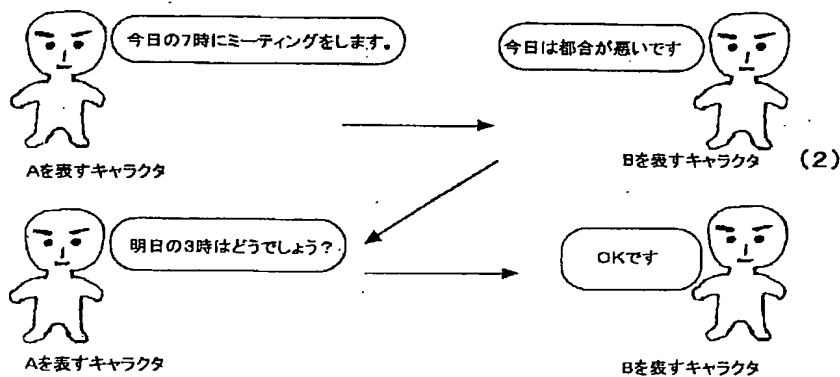 今日の7時にミーティングをします。
今日は都合が悪いです
Aを表すキャラクタ
Bを表すキャラクタ
(2)
明日の3時はどうでしょう?
OKです
Aを表すキャラクタ
Bを表すキャラクタ